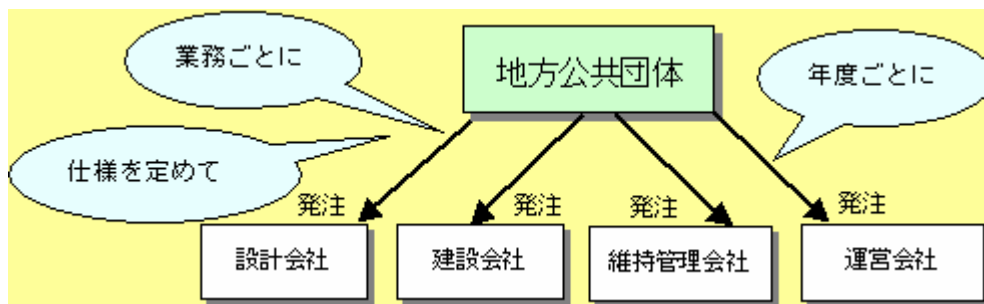 業務ごとに
地方公共団体
年度ごとに
仕様を定めて
発注
発注
発注
発注
設計会社
建設会社
維持管理会社
運営会社